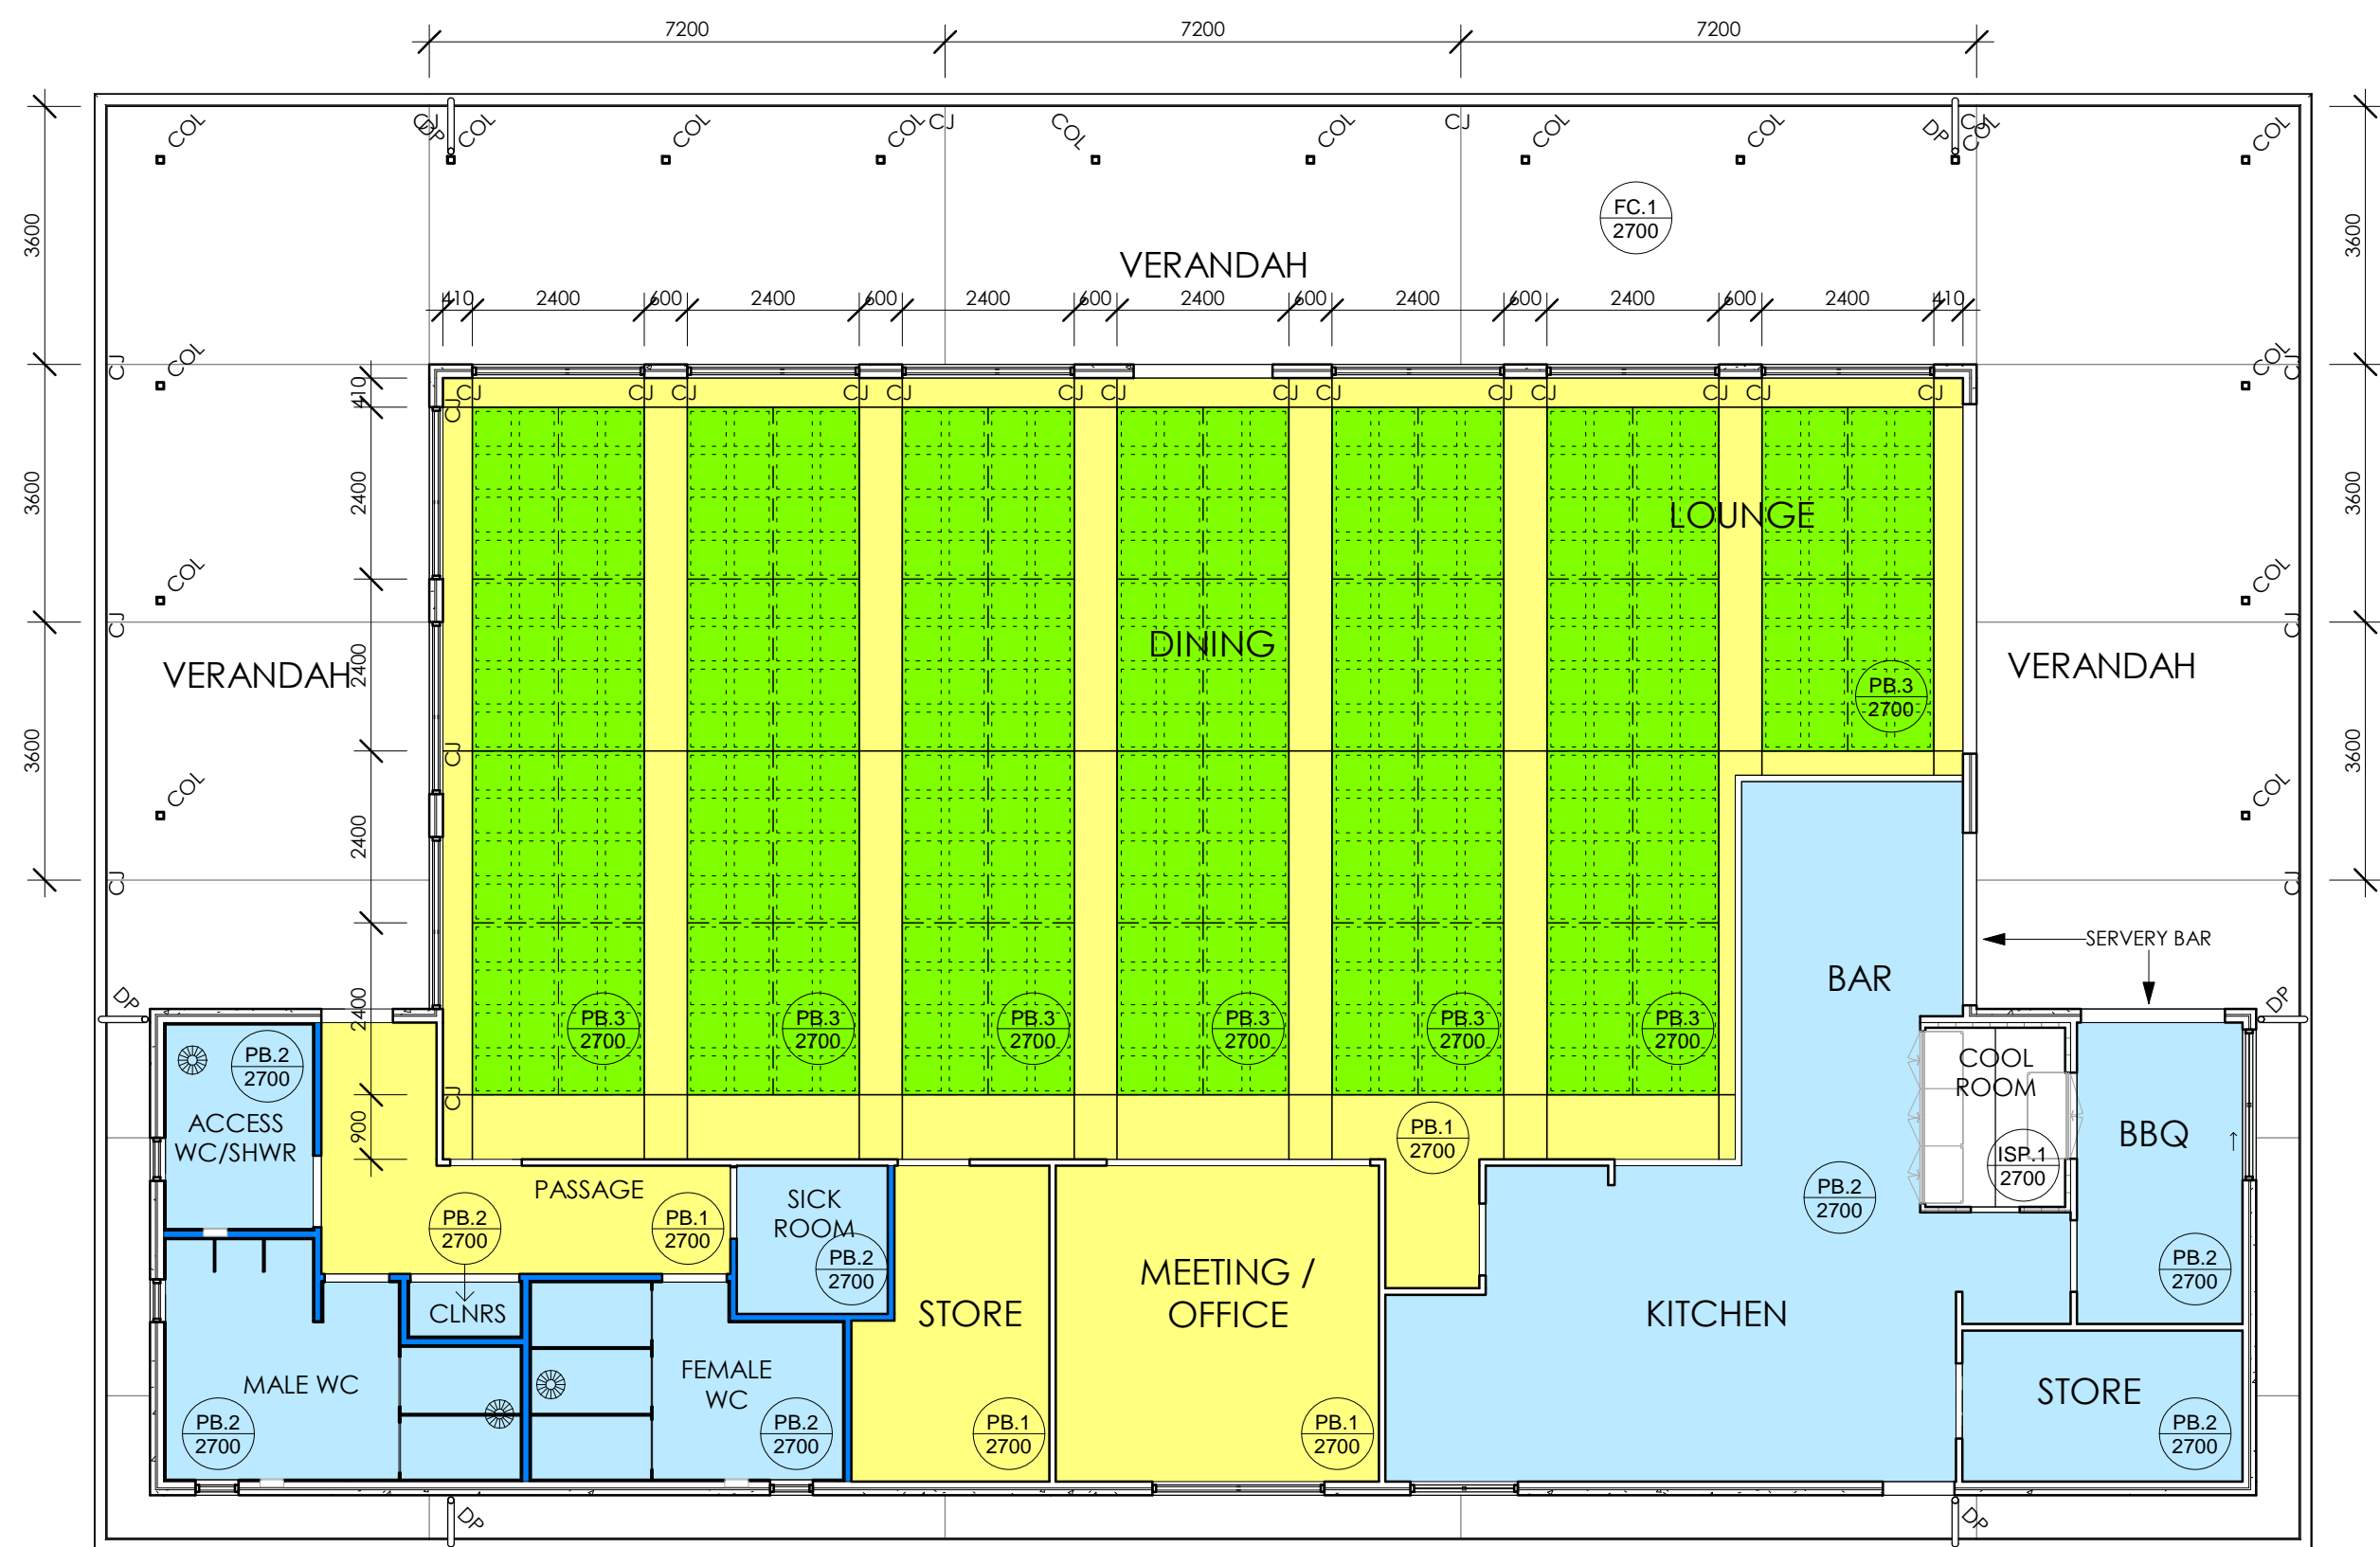 7200 7200 7200
COL CJ DP COL COL COL CJ COL COL CJ COL COL DP CJ COL COL
3600 FC.1 3600
2700
VERANDAH
410 2400 600 2400 600 2400 600 2400 600 2400 600 2400 600 2400 410
CJ COL COL CJ
410 CJ CJ CJ CJ CJ CJ CJ CJ CJ CJ CJ CJ CJ CJ
CJ
3600 2400 LOUNGE 3600
COL COL
CJ DINING CJ
VERANDAH 2400 VERANDAH
PB.3
2700
3600 CJ 3600
COL COL
2400
CJ CJ
SERVERY BAR
BAR
DP 2400 DP
PB.3 PB.3 PB.3 PB.3 PB.3 PB.3
2700 2700 2700 2700 2700 2700
PB.2
2700
COOL
ROOM
CJ
ACCESS
WC/SHWR
900
PB.1
2700
BBQ
ISP.1
2700
PASSAGE
SICK
ROOM
PB.2
2700
PB.2
2700
PB.1
2700
PB.2
2700
PB.2
2700
MEETING /
OFFICE
CLNRS
STORE
KITCHEN
MALE WC
FEMALE
WC
STORE
PB.2
2700
PB.2
2700
PB.1
2700
PB.1
2700
PB.2
2700
DP DP